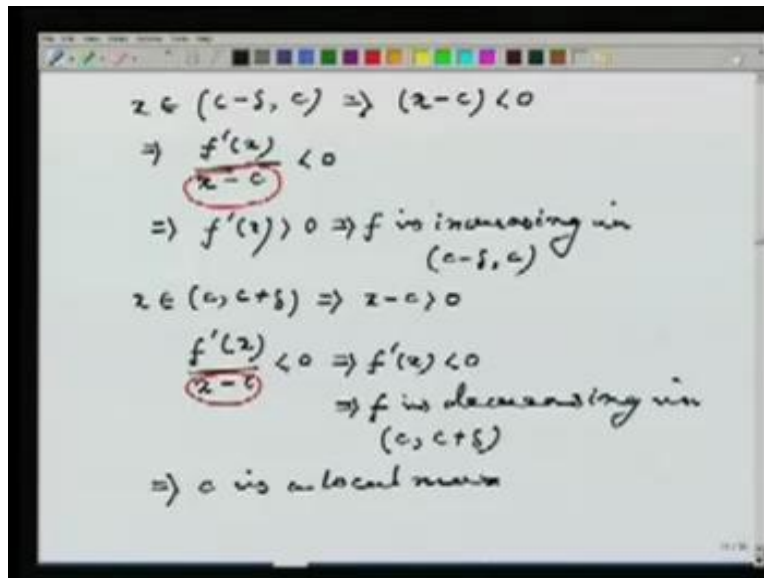 x ∈ (c-δ, c) ⇒ (x-c) < 0
⇒ f'(x)/(x-c) < 0
⇒ f'(x) > 0 ⇒ f is increasing in
(c-δ, c)
x ∈ (c, c+δ) ⇒ x-c > 0
f'(x)/(x-c) < 0 ⇒ f'(x) < 0
⇒ f is decreasing in
(c, c+δ)
⇒ c is a local max